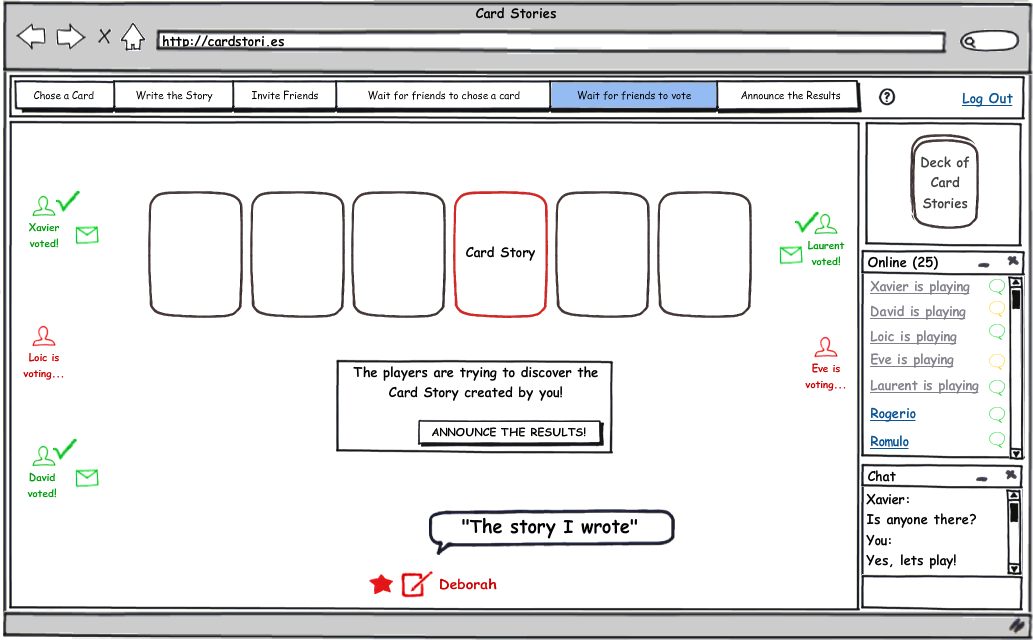 Card Stories
http://cardstori.es
Chose a Card
Write the Story
Invite Friends
Wait for friends to chose a card
Wait for friends to vote
Announce the Results
?
Log Out
Xavier
voted!
Loic is
voting...
David
voted!
Card Story
Laurent
voted!
Eve is
voting...
The players are trying to discover the
Card Story created by you!
ANNOUNCE THE RESULTS!
"The story I wrote"
Deborah
Deck of
Card
Stories
Online (25)
Xavier is playing
David is playing
Loic is playing
Eve is playing
Laurent is playing
Rogerio
Romulo
Chat
Xavier:
Is anyone there?
You:
Yes, lets play!